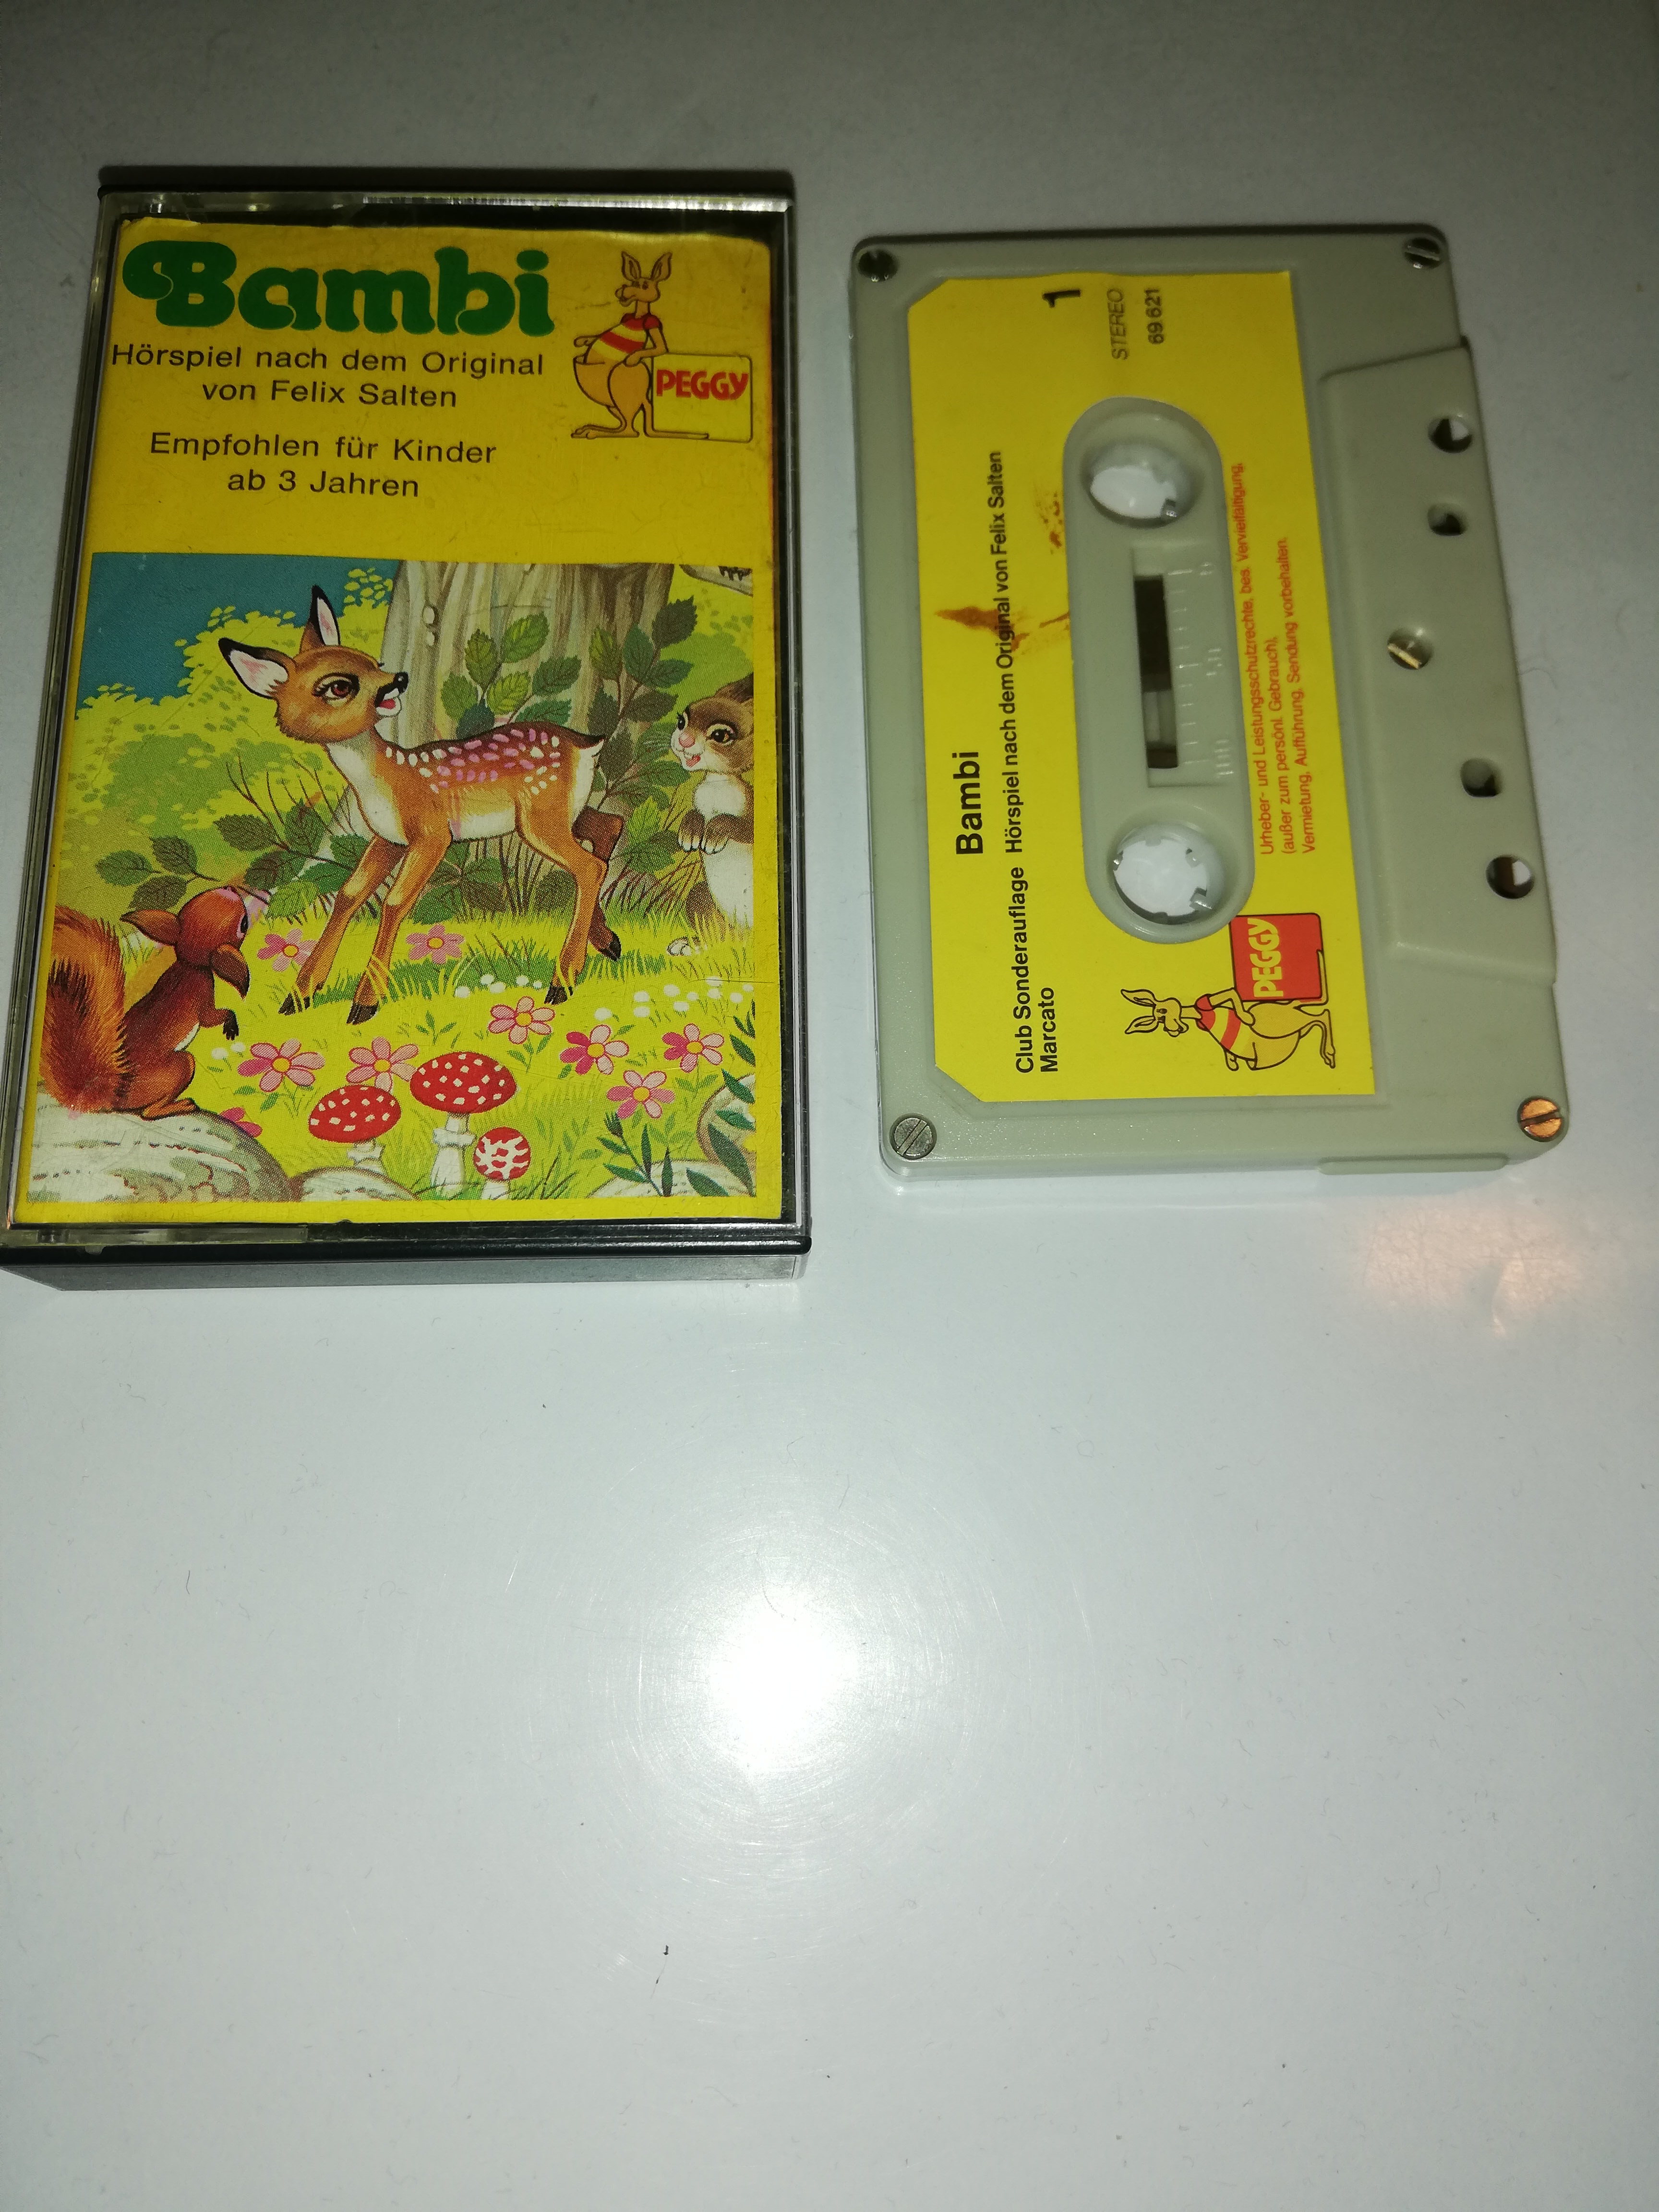 Bambi
Hörspiel nach dem Original
von Felix Salten
Empfohlen für Kinder
ab 3 Jahren
PEGGY
Bambi
Club Sonderauflage Hörspiel nach dem Original von Felix Salten
Marcato
1
STEREO
69 621
PEGGY
Urheber- und Leistungsschutzrechte, bes. Vervielfältigung,
(außer zum persönl. Gebrauch),
Vermietung, Aufführung, Sendung vorbehalten.
100
50